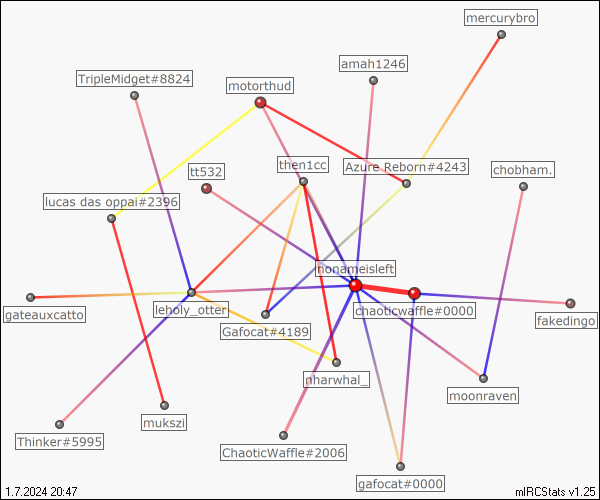 mercurybro
amah1246
TripleMidget#8824
motorthud
then1cc
Azure Reborn#4243
chobham.
tt532
lucas das oppai#2396
nonameisleft
gateauxcatto
leholy_otter
chaoticwaffle#0000
fakedingo
Gafocat#4189
nharwhal_
moonraven
mukszi
Thinker#5995
ChaoticWaffle#2006
gafocat#0000
1.7.2024 20:47
mIRCStats v1.25